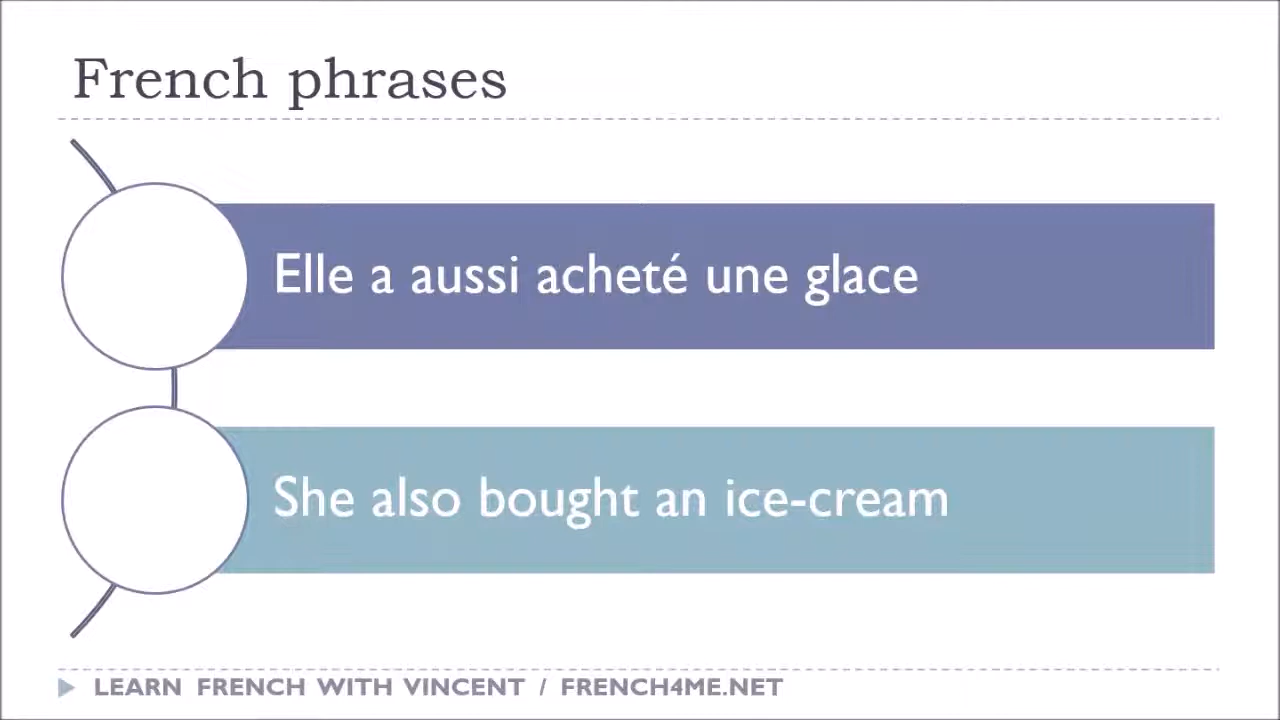 French phrases
Elle a aussi acheté une glace
She also bought an ice-cream
LEARN FRENCH WITH VINCENT / FRENCH4ME.NET